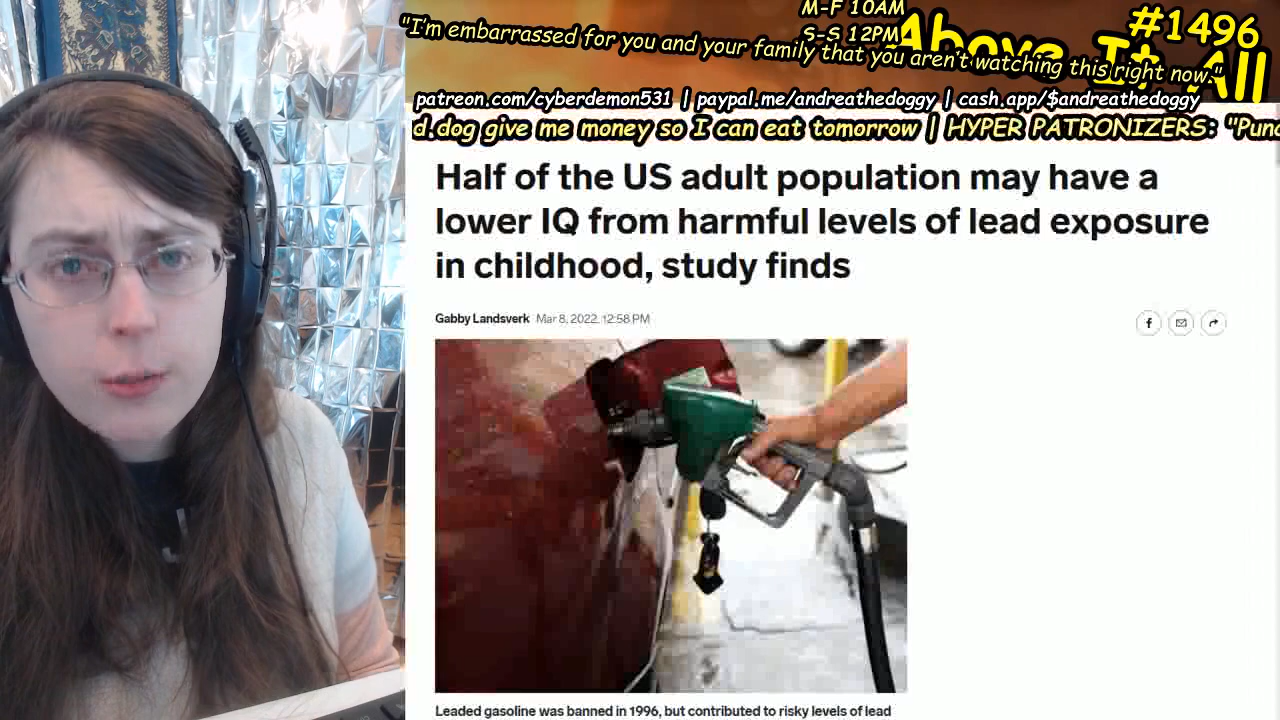 M-F 10AM
S-S 12PM
Above It All
#1496
"I'm embarrassed for you and your family that you aren't watching this right now."
patreon.com/cyberdemon531 | paypal.me/andreathedoggy | cash.app/$andreathedoggy
d.dog give me money so I can eat tomorrow | HYPER PATRONIZERS:
Half of the US adult population may have a
lower IQ from harmful levels of lead exposure
in childhood, study finds
Gabby Landsverk Mar 8, 2022, 12:58 PM
Leaded gasoline was banned in 1996, but contributed to risky levels of lead